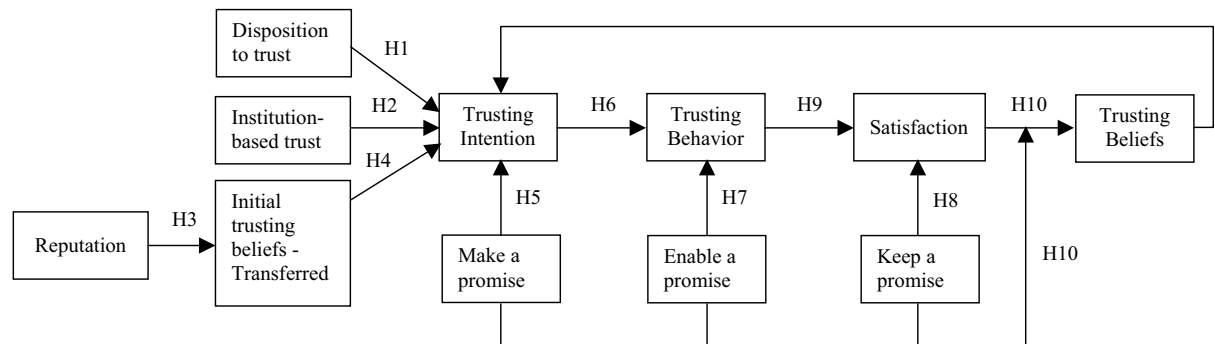 Disposition
to trust
H1
Institution-
based trust
H2
H4
Reputation
H3
Initial
trusting
beliefs -
Transferred
Trusting
Intention
H6
Trusting
Behavior
H9
Satisfaction
H10
Trusting
Beliefs
H5
H7
H8
H10
Make a
promise
Enable a
promise
Keep a
promise